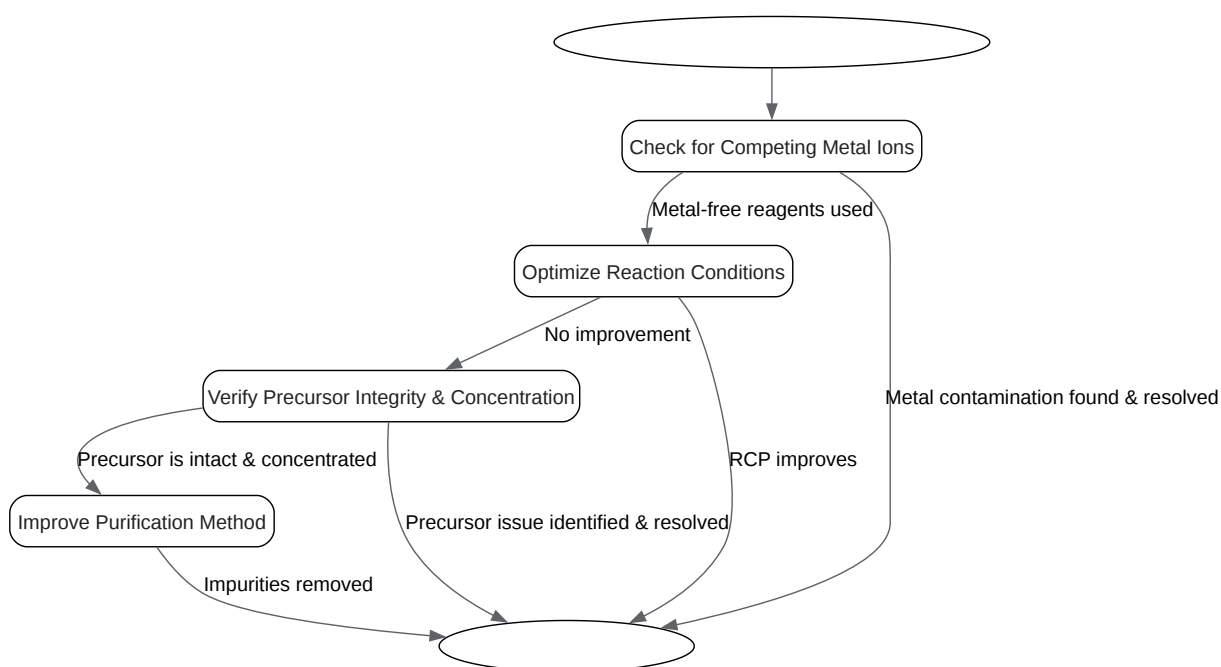 Check for Competing Metal Ions
Metal-free reagents used
Optimize Reaction Conditions
No improvement
Verify Precursor Integrity & Concentration
Metal contamination found & resolved
Precursor is intact & concentrated
RCP improves
Improve Purification Method
Precursor issue identified & resolved
Impurities removed